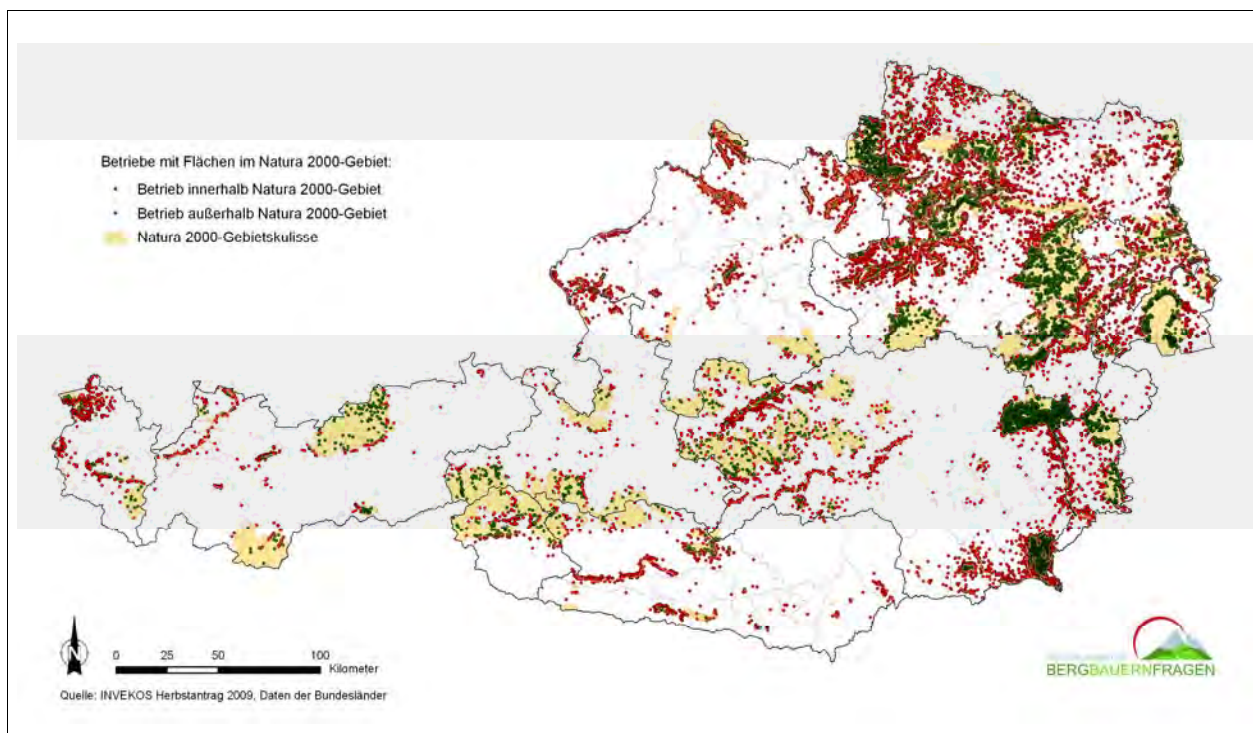 Betriebe mit Flächen im Natura 2000-Gebiet:
Betrieb innerhalb Natura 2000-Gebiet
Betrieb außerhalb Natura 2000-Gebiet
Natura 2000-Gebietskulisse
N
0 25 50 100
Kilometer
Quelle: INVEKOS Herbstantrag 2009, Daten der Bundesländer
BERGBAUERNFRAGEN